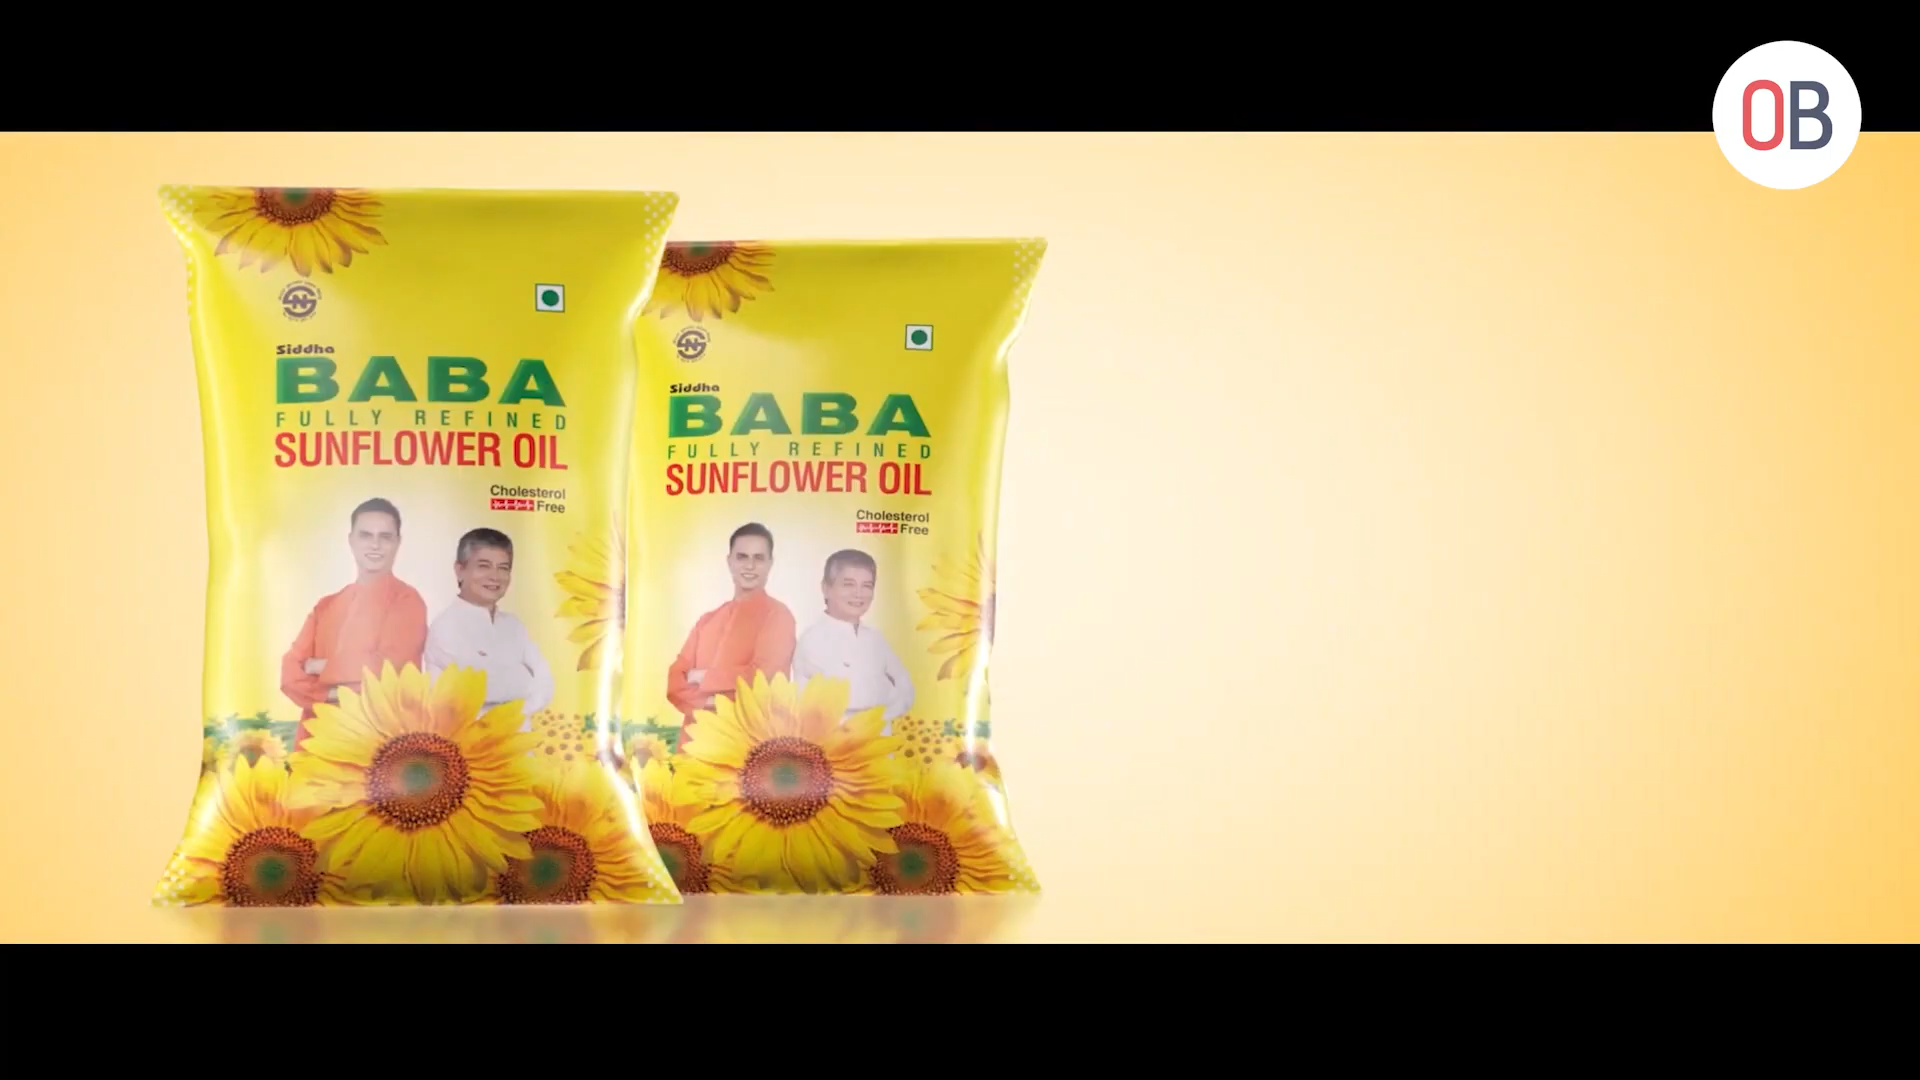 OB
Siddha
BABA
FULLY REFINED
SUNFLOWER OIL
Cholesterol
Free
Siddha
BABA
FULLY REFINED
SUNFLOWER OIL
Cholesterol
Free